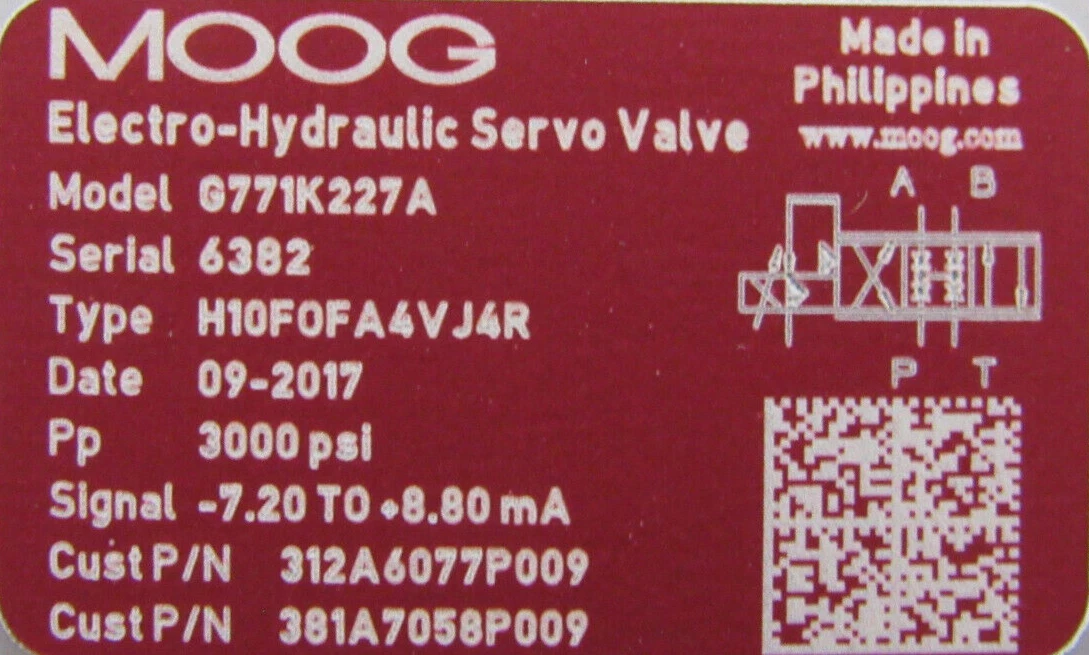 MOOG
Made in
Philippines
www.moog.com
Electro-Hydraulic Servo Valve
Model G771K227A
Serial 6382
Type H10F0FA4VJ4R
Date 09-2017
Pp 3000 psi
Signal -7.20 TO +8.80 mA
Cust P/N 312A6077P009
Cust P/N 381A7058P009
A B
P T